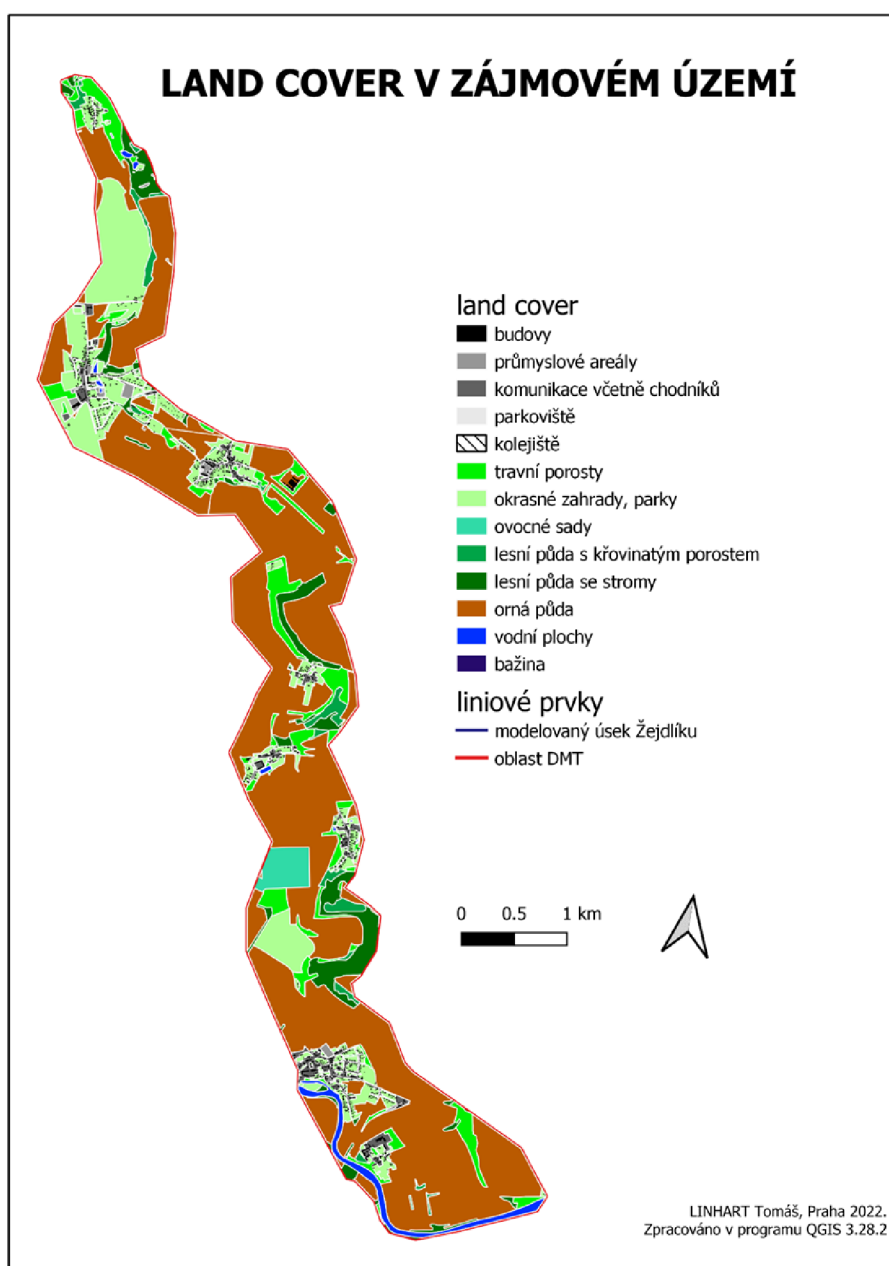 LAND COVER V ZÁJMOVÉM ÚZEMÍ
land cover
budovy
průmyslové areály
komunikace včetně chodníků
parkoviště
kolejiště
travní porosty
okrasné zahrady, parky
ovocné sady
lesní půda s křovinatým porostem
lesní půda se stromy
orná půda
vodní plochy
bažina
liniové prvky
modelovaný úsek Žejdlíku
oblast DMT
0 0.5 1 km
LINHART Tomáš, Praha 2022.
Zpracováno v programu QGIS 3.28.2